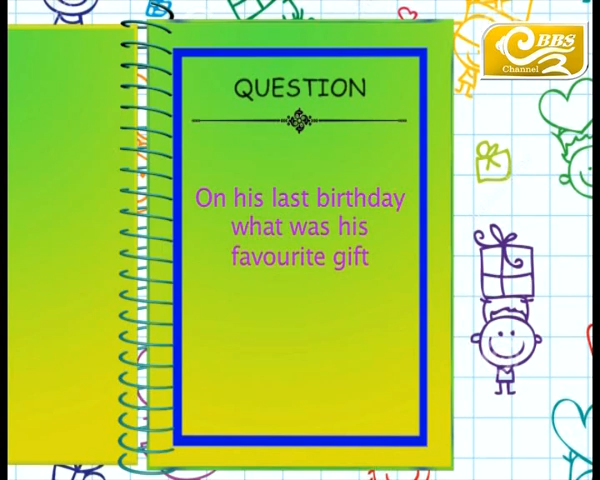 BBS
Channel 2
QUESTION
On his last birthday
what was his
favourite gift